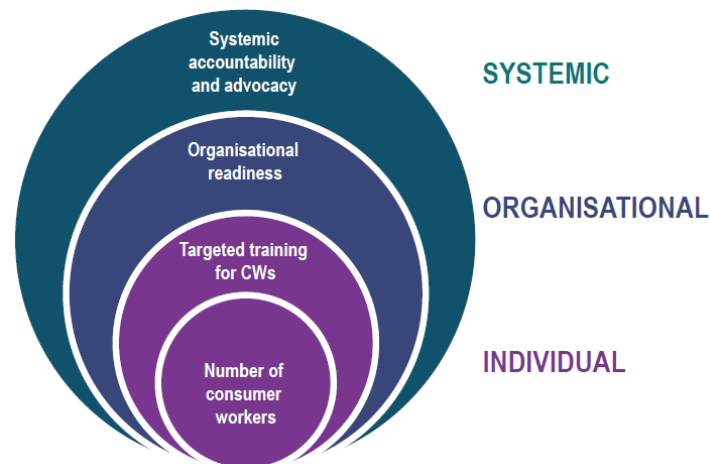 Systemic
accountability
and advocacy
SYSTEMIC
Organisational
readiness
ORGANISATIONAL
Targeted training
for CWs
INDIVIDUAL
Number of
consumer
workers